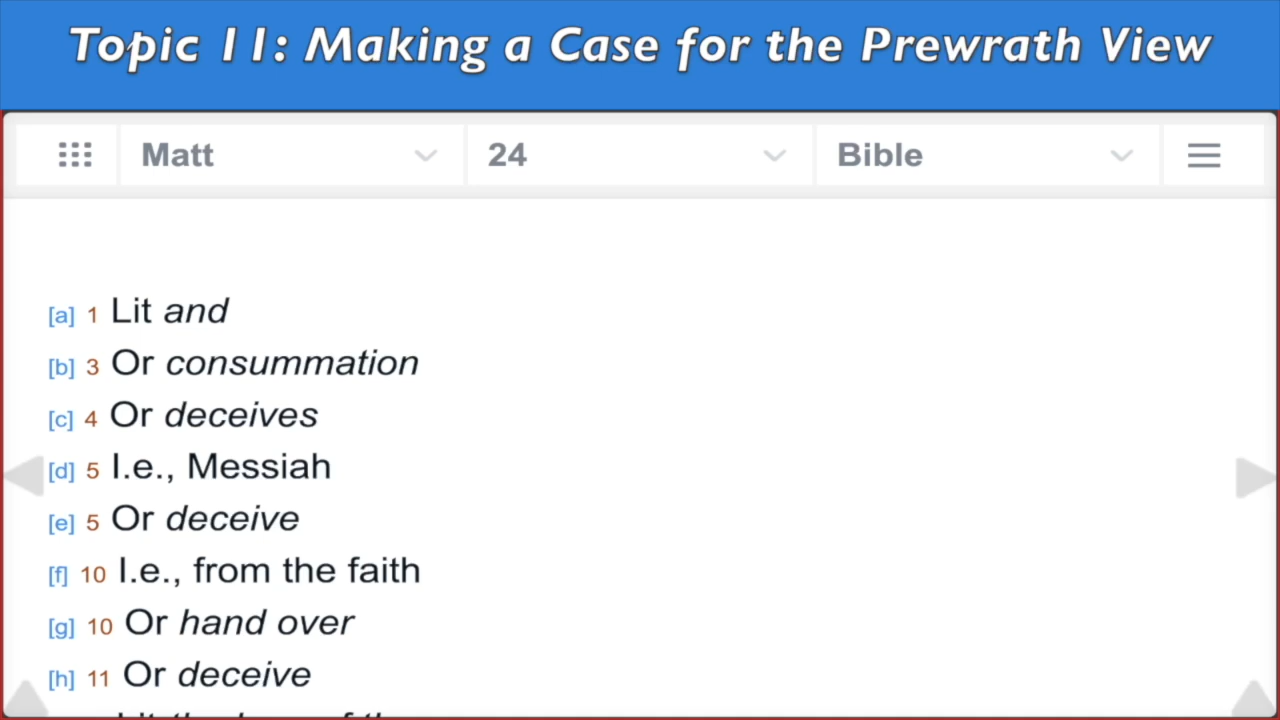 Topic 11: Making a Case for the Prewrath View
Matt 24 Bible
[a] 1 Lit and
[b] 3 Or consummation
[c] 4 Or deceives
[d] 5 I.e., Messiah
[e] 5 Or deceive
[f] 10 I.e., from the faith
[g] 10 Or hand over
[h] 11 Or deceive